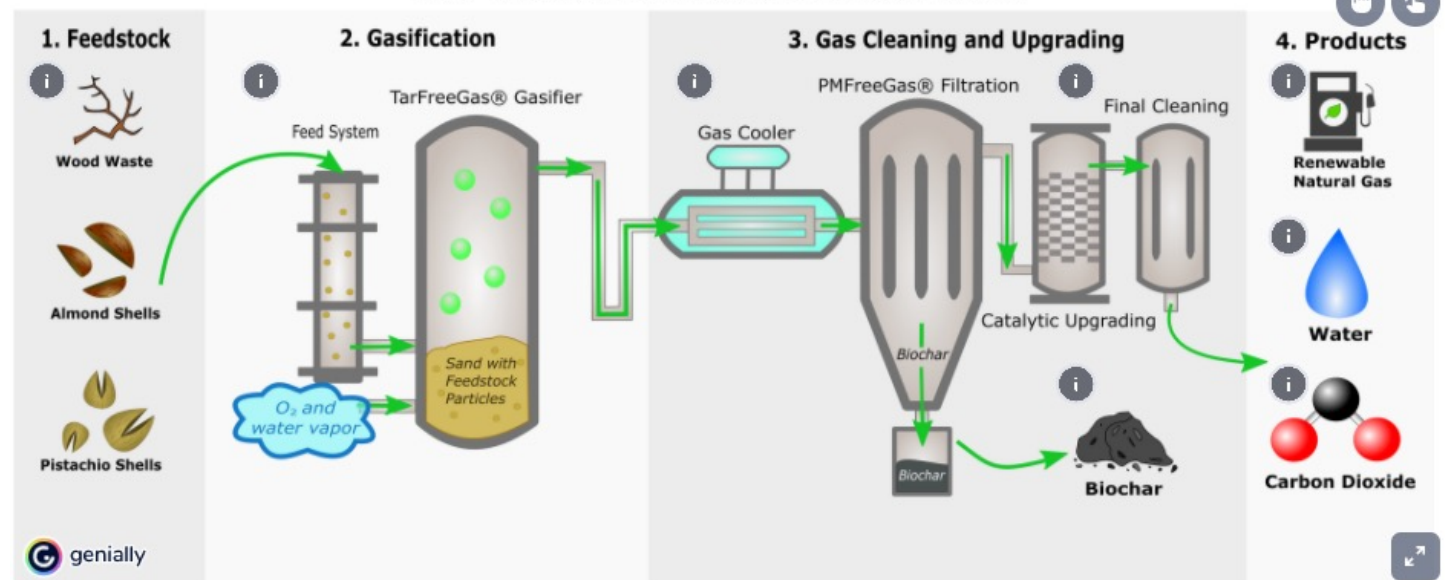 1. Feedstock
Wood Waste
Almond Shells
Pistachio Shells
2. Gasification
TarFreeGas® Gasifier
Feed System
Sand with
Feedstock
Particles
O₂ and
water vapor
3. Gas Cleaning and Upgrading
PMFreeGas® Filtration
Gas Cooler
Final Cleaning
Catalytic Upgrading
Biochar
Biochar
Biochar
4. Products
Renewable
Natural Gas
Water
Carbon Dioxide
i
i
i
i
i
i
i
i
G genially